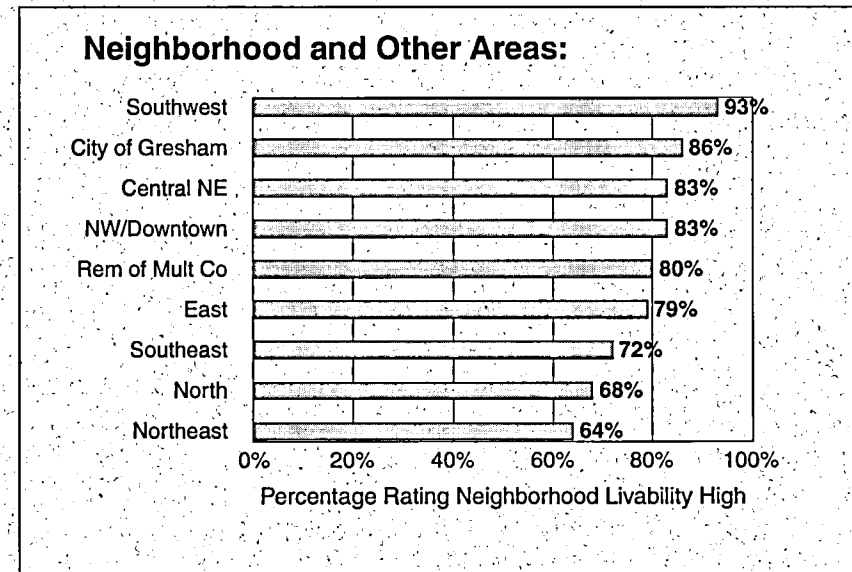 Neighborhood and Other Areas:
Southwest 93%
City of Gresham 86%
Central NE 83%
NW/Downtown 83%
Rem of Mult Co 80%
East 79%
Southeast 72%
North 68%
Northeast 64%
0% 20% 40% 60% 80% 100%
Percentage Rating Neighborhood Livability High